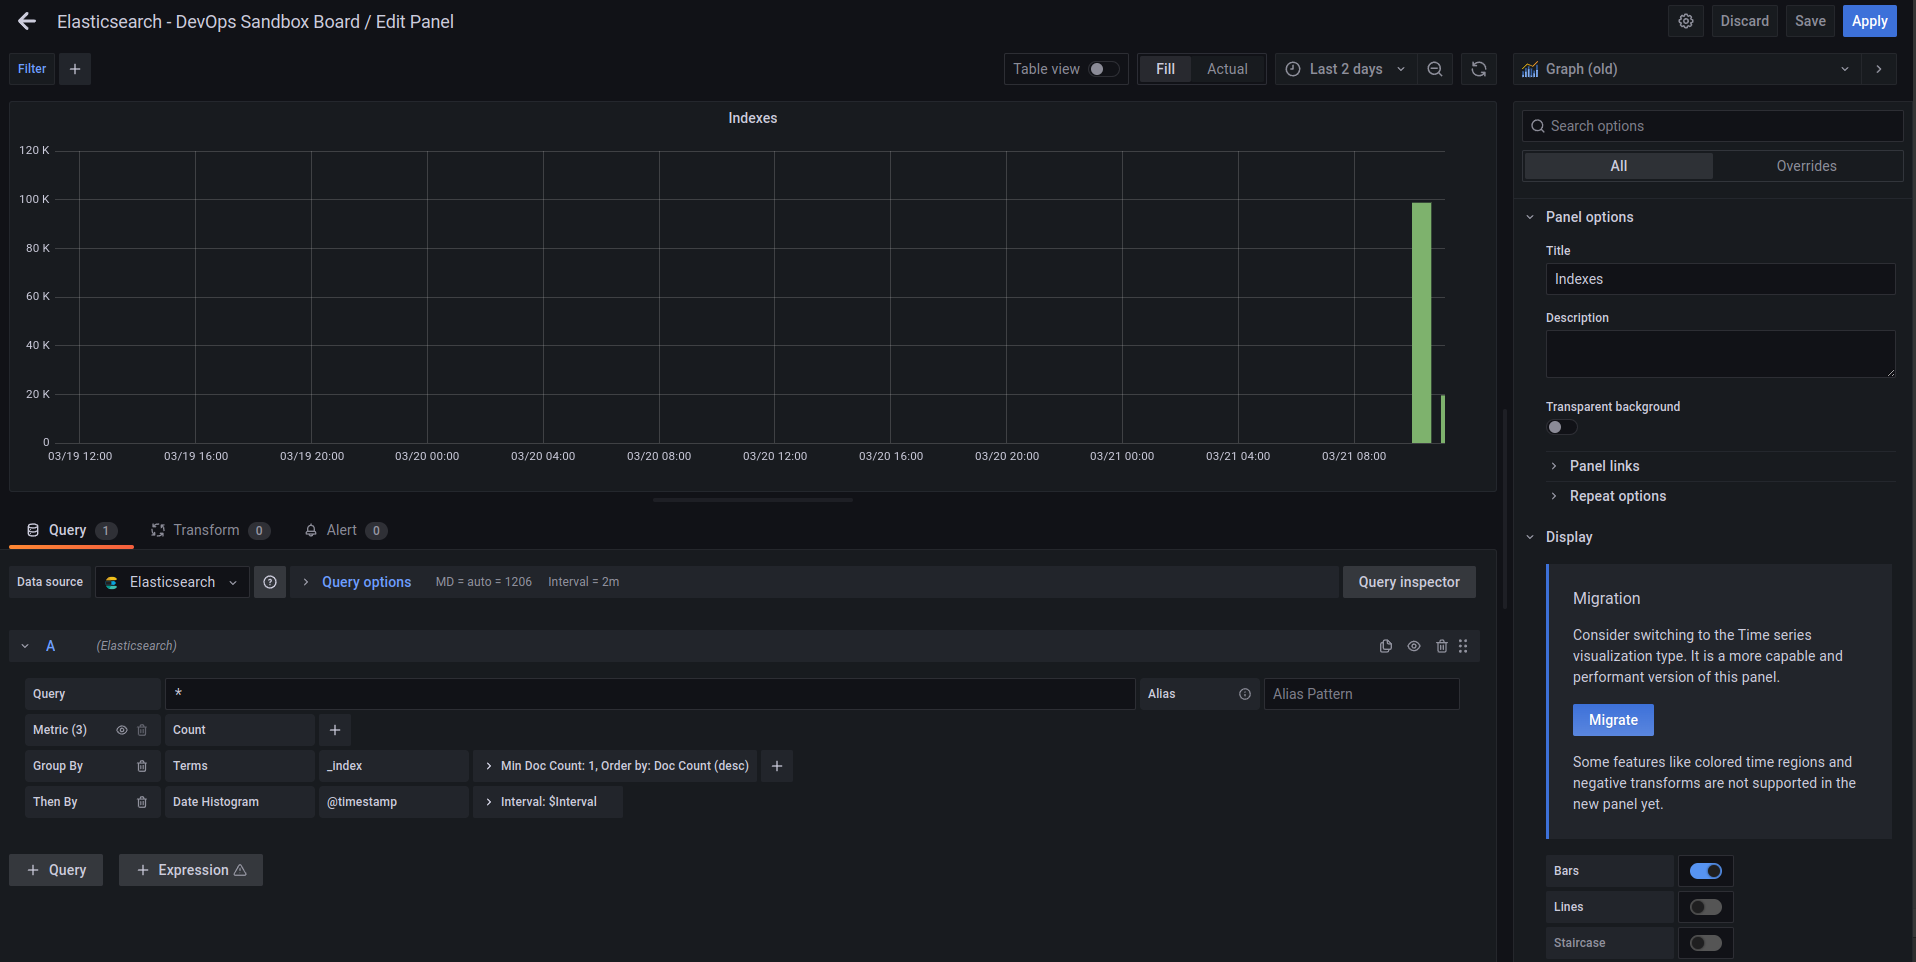 Elasticsearch - DevOps Sandbox Board / Edit Panel
Discard
Save
Apply
Filter
Table view
Fill
Actual
Last 2 days
Graph (old)
Indexes
120 K
100 K
80 K
60 K
40 K
20 K
0
03/19 12:00
03/19 16:00
03/19 20:00
03/20 00:00
03/20 04:00
03/20 08:00
03/20 12:00
03/20 16:00
03/20 20:00
03/21 00:00
03/21 04:00
03/21 08:00
Query 1
Transform 0
Alert 0
Data source
Elasticsearch
Query options
MD = auto = 1206
Interval = 2m
Query inspector
A
(Elasticsearch)
Query
*
Alias
Alias Pattern
Metric (3)
Count
Group By
Terms
_index
Min Doc Count: 1, Order by: Doc Count (desc)
Then By
Date Histogram
@timestamp
Interval: $Interval
+ Query
+ Expression
Search options
All
Overrides
Panel options
Title
Indexes
Description
Transparent background
Panel links
Repeat options
Display
Migration
Consider switching to the Time series
visualization type. It is a more capable and
performant version of this panel.
Migrate
Some features like colored time regions and
negative transforms are not supported in the
new panel yet.
Bars
Lines
Staircase